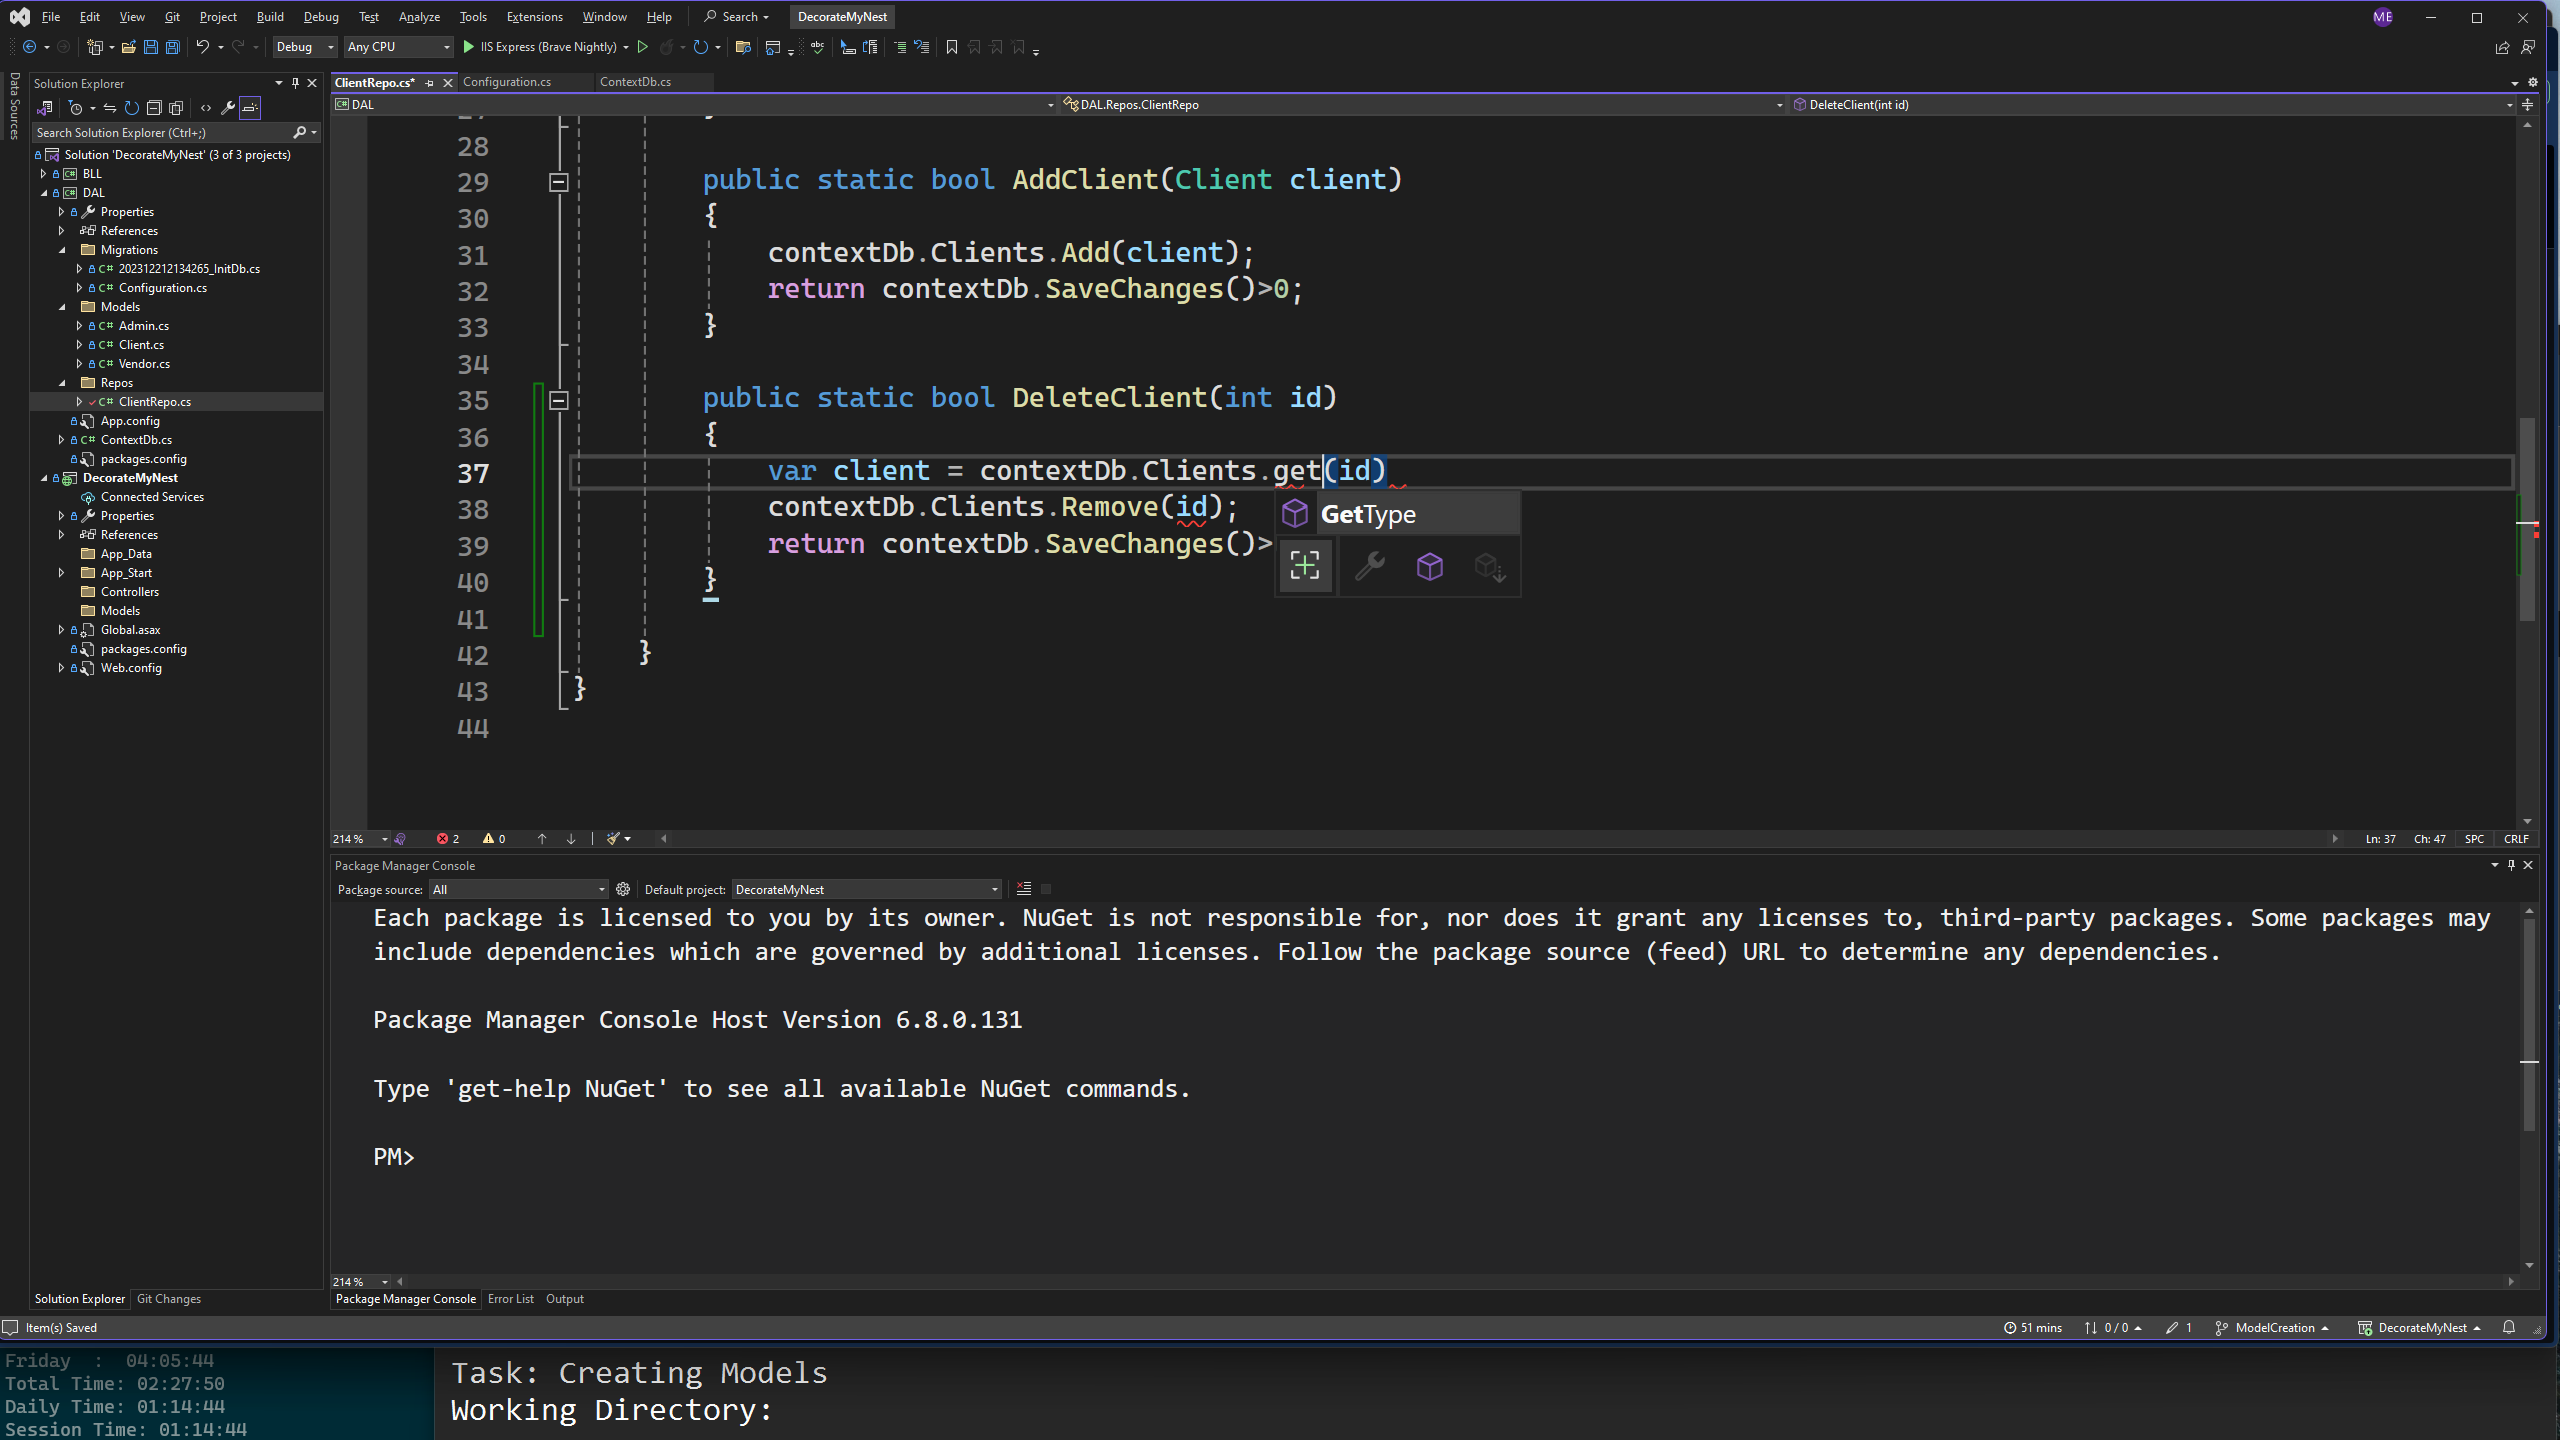 File Edit View Git Project Build Debug Test Analyze Tools Extensions Window Help Search DecorateMyNest ME
Debug Any CPU IIS Express (Brave Nightly)
Data Sources
Solution Explorer
Search Solution Explorer (Ctrl+;)
Solution 'DecorateMyNest' (3 of 3 projects)
BLL
DAL
Properties
References
Migrations
202312212134265_InitDb.cs
Configuration.cs
Models
Admin.cs
Client.cs
Vendor.cs
Repos
ClientRepo.cs
App.config
ContextDb.cs
packages.config
DecorateMyNest
Connected Services
Properties
References
App_Data
App_Start
Controllers
Models
Global.asax
packages.config
Web.config
Solution Explorer Git Changes
ClientRepo.cs* Configuration.cs ContextDb.cs
DAL DAL.Repos.ClientRepo DeleteClient(int id)
28
29 public static bool AddClient(Client client)
30 {
31 contextDb.Clients.Add(client);
32 return contextDb.SaveChanges()>0;
33 }
34
35 public static bool DeleteClient(int id)
36 {
37 var client = contextDb.Clients.get(id)
38 contextDb.Clients.Remove(id);
39 return contextDb.SaveChanges()>
40 }
41
42 }
43 }
44
GetType
214 % 2 0 Ln: 37 Ch: 47 SPC CRLF
Package Manager Console
Package source: All Default project: DecorateMyNest
Each package is licensed to you by its owner. NuGet is not responsible for, nor does it grant any licenses to, third-party packages. Some packages may
include dependencies which are governed by additional licenses. Follow the package source (feed) URL to determine any dependencies.
Package Manager Console Host Version 6.8.0.131
Type 'get-help NuGet' to see all available NuGet commands.
PM>
214 %
Package Manager Console Error List Output
Item(s) Saved 51 mins 0 / 0 1 ModelCreation DecorateMyNest
Friday : 04:05:44
Total Time: 02:27:50
Daily Time: 01:14:44
Session Time: 01:14:44
Task: Creating Models
Working Directory: